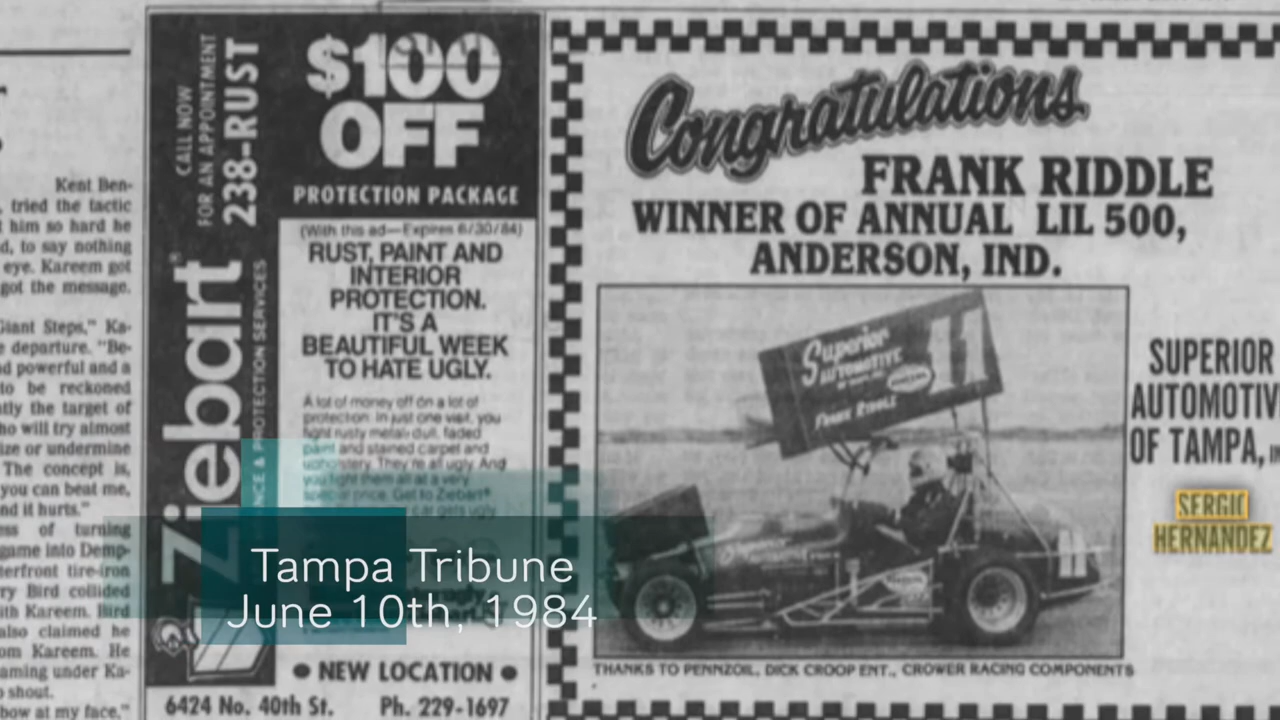 Kent Ben-
tried the tactic
him so hard he
to say nothing
eye. Kareem got
got the message.
Giant Steps," Ka-
departure. "Be-
powerful and a
to be reckoned
the target of
who will try almost
or undermine
The concept is,
you can beat me,
it hurts."
of turning
game into Demp-
tire-iron
Bird collided
with Kareem. Bird
also claimed he
from Kareem. He
under Ka-
shout.
at my face,"
CALL NOW
FOR AN APPOINTMENT
238-RUST
Ziebart®
& PROTECTION SERVICES
$100
OFF
PROTECTION PACKAGE
(With this ad—Expires 6/30/84)
RUST, PAINT AND
INTERIOR
PROTECTION.
IT'S A
BEAUTIFUL WEEK
TO HATE UGLY.
A lot of money off on a lot of
protection. In just one visit, you
fight rusty metal, dull, faded
paint and stained carpet and
upholstery. They're all ugly. And
you fight them all at a very
special price. Get to Ziebart®
car gets ugly.
● NEW LOCATION ●
6424 No. 40th St. Ph. 229-1697
Congratulations
FRANK RIDDLE
WINNER OF ANNUAL LIL 500,
ANDERSON, IND.
Superior
AUTOMOTIVE
11
FRANK RIDDLE
11
SUPERIOR
AUTOMOTIV
OF TAMPA,
SERGIO
HERNANDEZ
THANKS TO PENNZOIL, DICK CROOP ENT., CROWER RACING COMPONENTS
Tampa Tribune
June 10th, 1984